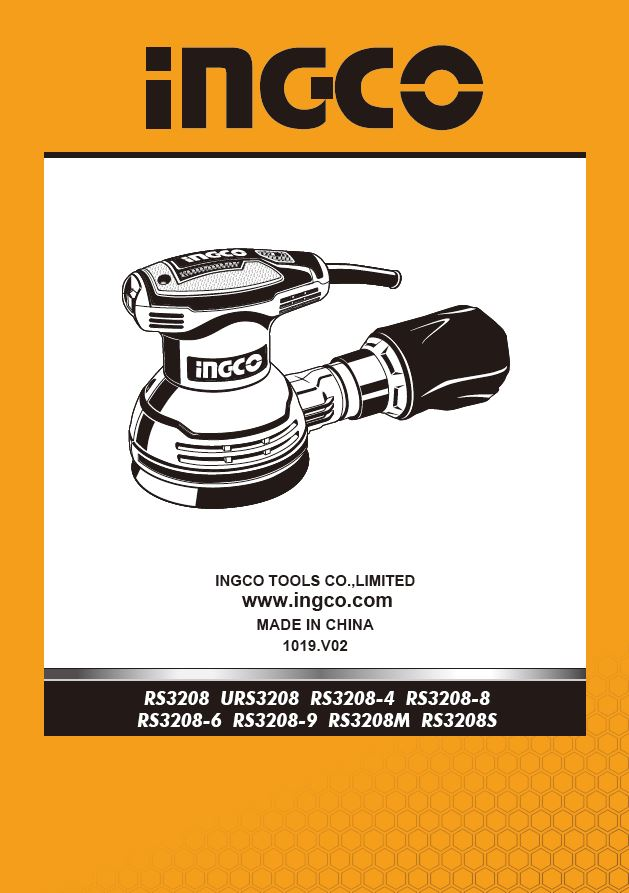 INGCO
INGCO
INGCO
INGCO TOOLS CO.,LIMITED
www.ingco.com
MADE IN CHINA
1019.V02
RS3208 URS3208 RS3208-4 RS3208-8
RS3208-6 RS3208-9 RS3208M RS3208S